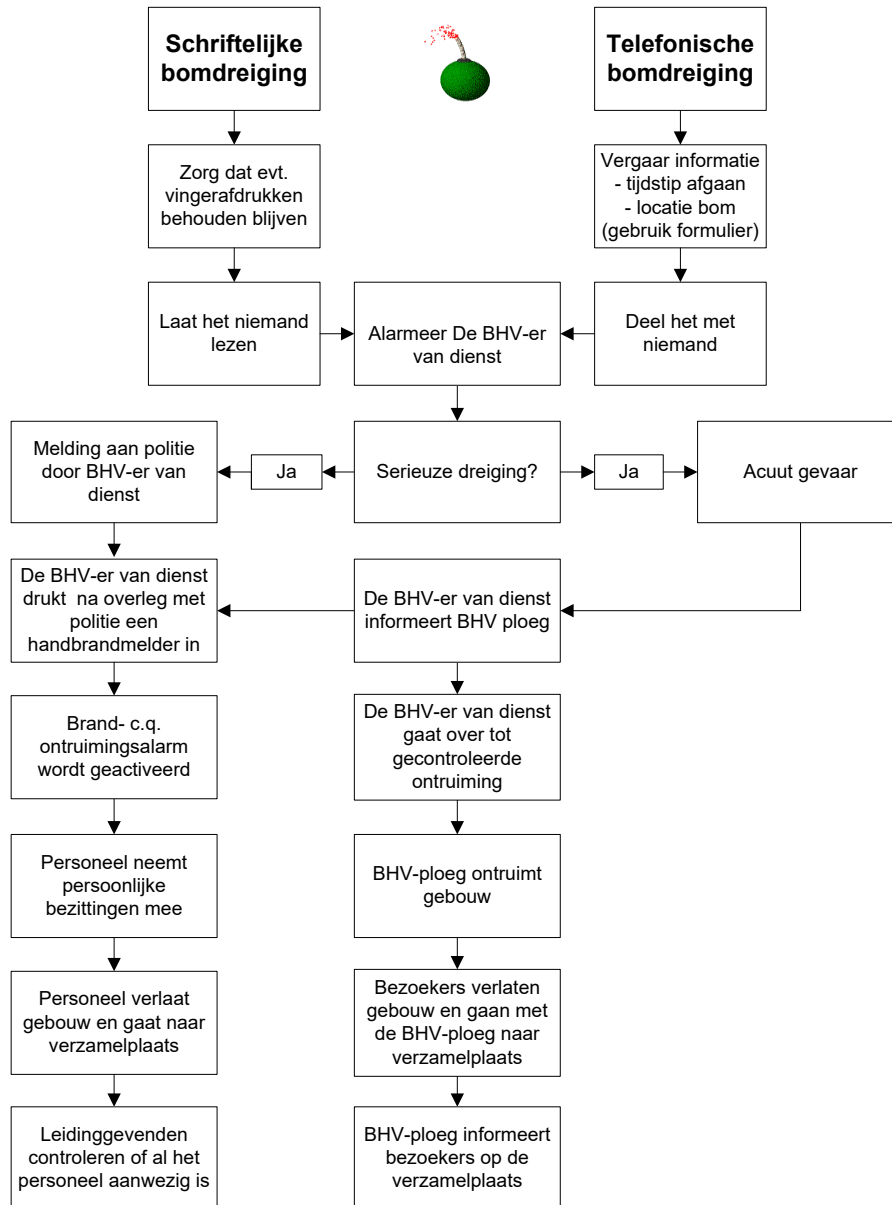 Schriftelijke
bomdreiging
Telefonische
bomdreiging
Zorg dat evt.
vingerafdrukken
behouden blijven
Vergaar informatie
- tijdstip afgaan
- locatie bom
(gebruik formulier)
Laat het niemand
lezen
Alarmeer De BHV-er
van dienst
Deel het met
niemand
Melding aan politie
door BHV-er van
dienst
Ja
Serieuze dreiging?
Ja
Acuut gevaar
De BHV-er van dienst
drukt na overleg met
politie een
handbrandmelder in
De BHV-er van dienst
informeert BHV ploeg
Brand- c.q.
ontruimingsalarm
wordt geactiveerd
De BHV-er van dienst
gaat over tot
gecontroleerde
ontruiming
Personeel neemt
persoonlijke
bezittingen mee
BHV-ploeg ontruimt
gebouw
Personeel verlaat
gebouw en gaat naar
verzamelplaats
Bezoekers verlaten
gebouw en gaan met
de BHV-ploeg naar
verzamelplaats
Leidinggevenden
controleren of al het
personeel aanwezig is
BHV-ploeg informeert
bezoekers op de
verzamelplaats